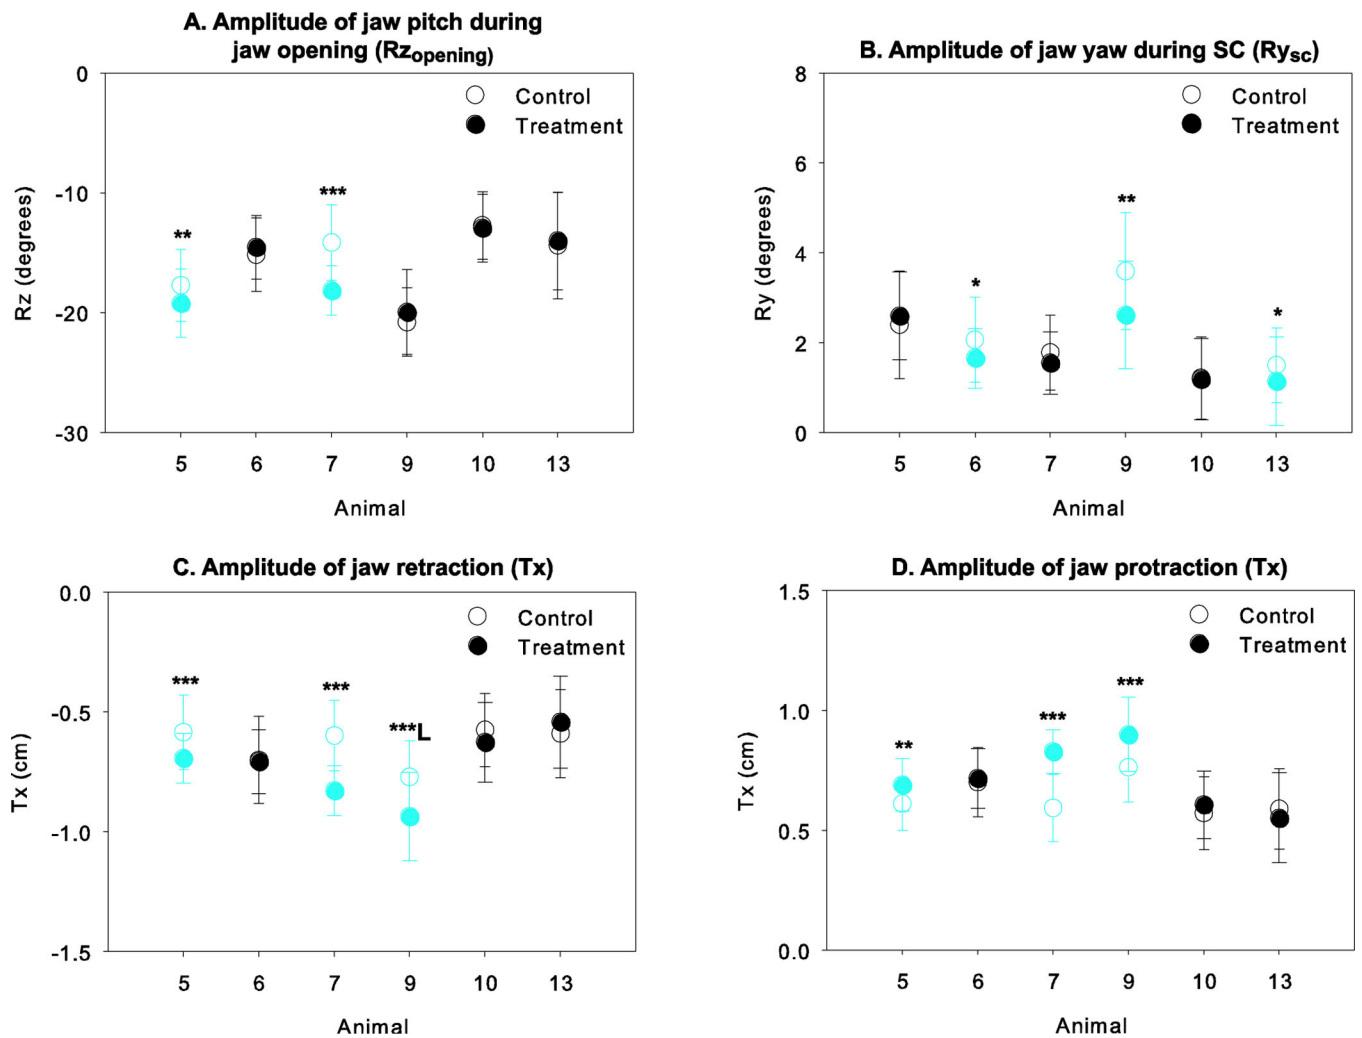 A. Amplitude of jaw pitch during
jaw opening (Rzopening)
0
-10
-20
-30
Rz (degrees)
Control
Treatment
**
***
5 6 7 9 10 13
Animal
B. Amplitude of jaw yaw during SC (Rysc)
8
6
4
2
0
Ry (degrees)
Control
Treatment
*
**
*
5 6 7 9 10 13
Animal
C. Amplitude of jaw retraction (Tx)
0.0
-0.5
-1.0
-1.5
Tx (cm)
Control
Treatment
***
***
***L
5 6 7 9 10 13
Animal
D. Amplitude of jaw protraction (Tx)
1.5
1.0
0.5
0.0
Tx (cm)
Control
Treatment
**
***
***
5 6 7 9 10 13
Animal